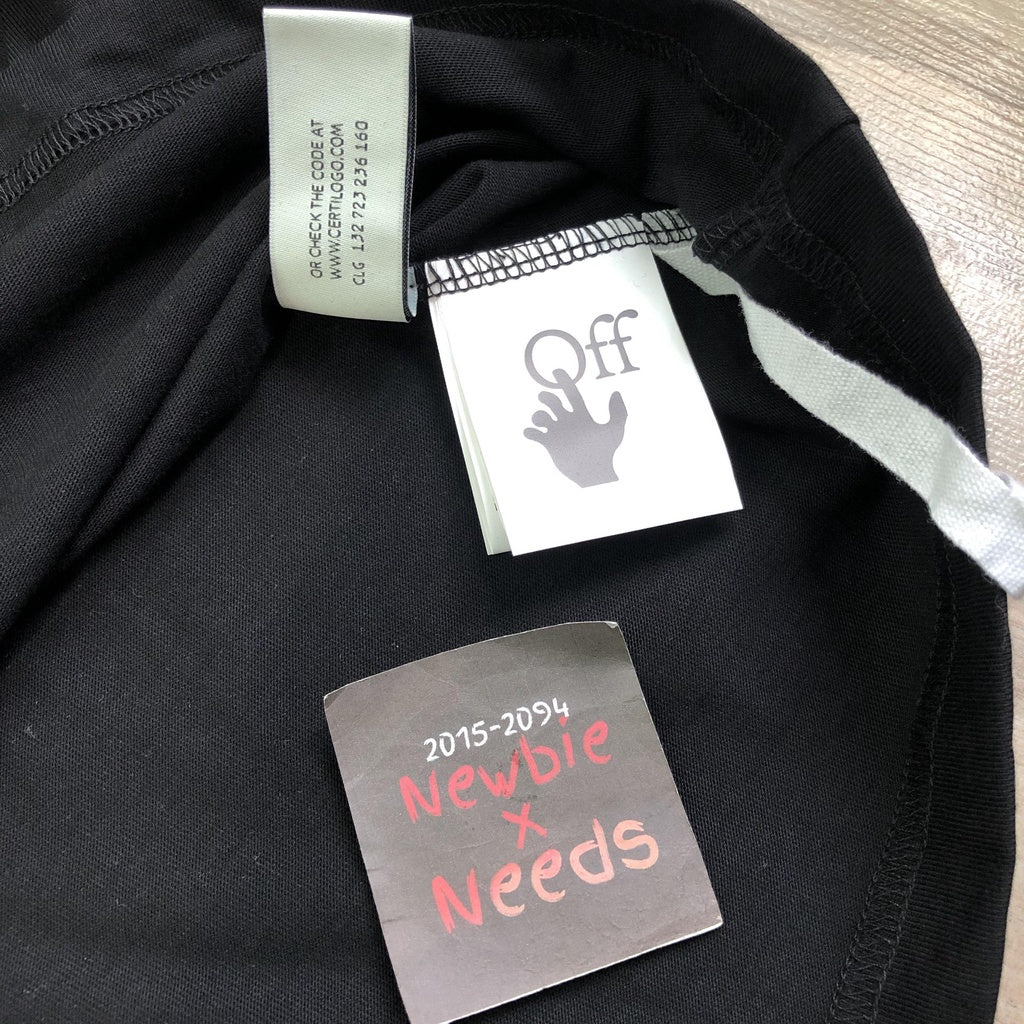 OR CHECK THE CODE AT
WWW.CERTILOGO.COM
CLG 132 723 236 160
Off
2015-2094
Newbie
x
Needs